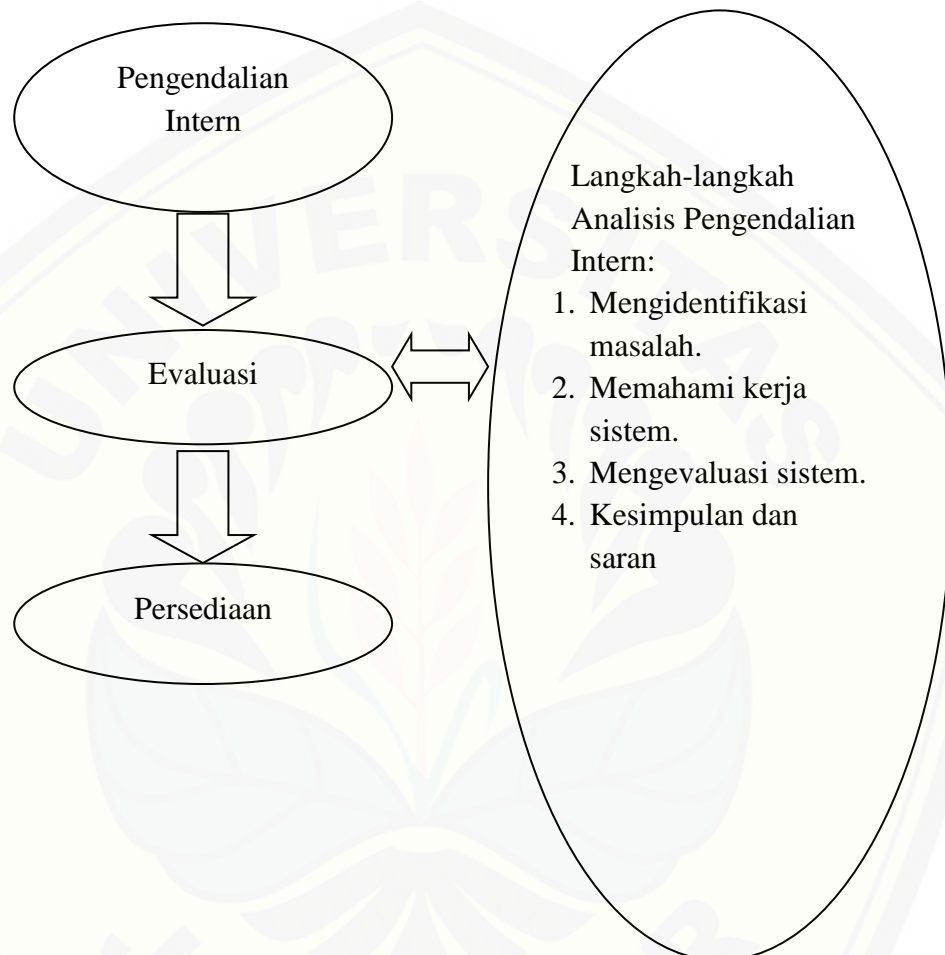 Pengendalian
Intern
Evaluasi
Persediaan
Langkah-langkah
Analisis Pengendalian
Intern:
1. Mengidentifikasi
masalah.
2. Memahami kerja
sistem.
3. Mengevaluasi sistem.
4. Kesimpulan dan
saran
UNIVERSITAS